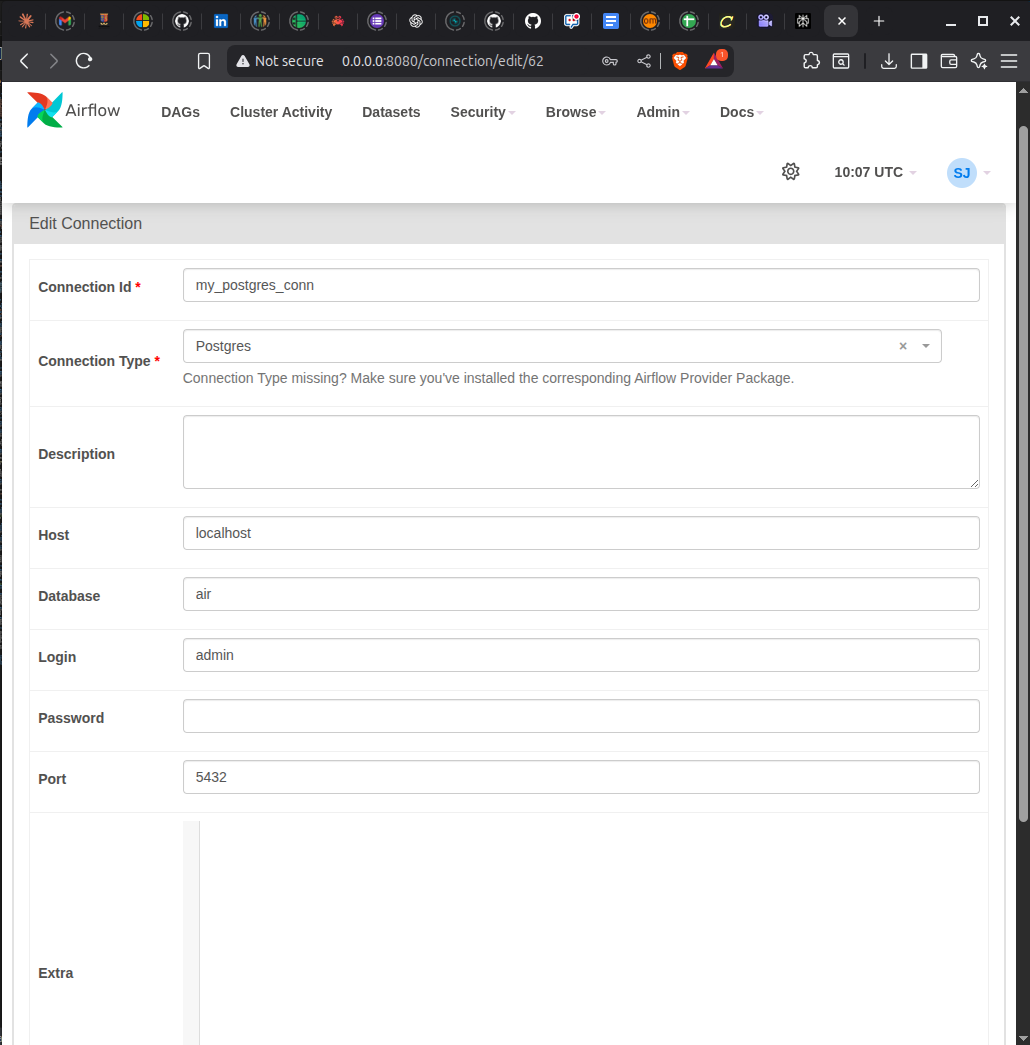 Not secure 0.0.0.0:8080/connection/edit/62 1
Airflow DAGs Cluster Activity Datasets Security Browse Admin Docs
10:07 UTC SJ
Edit Connection
Connection Id * my_postgres_conn
Connection Type * Postgres
Connection Type missing? Make sure you've installed the corresponding Airflow Provider Package.
Description
Host localhost
Database air
Login admin
Password
Port 5432
Extra